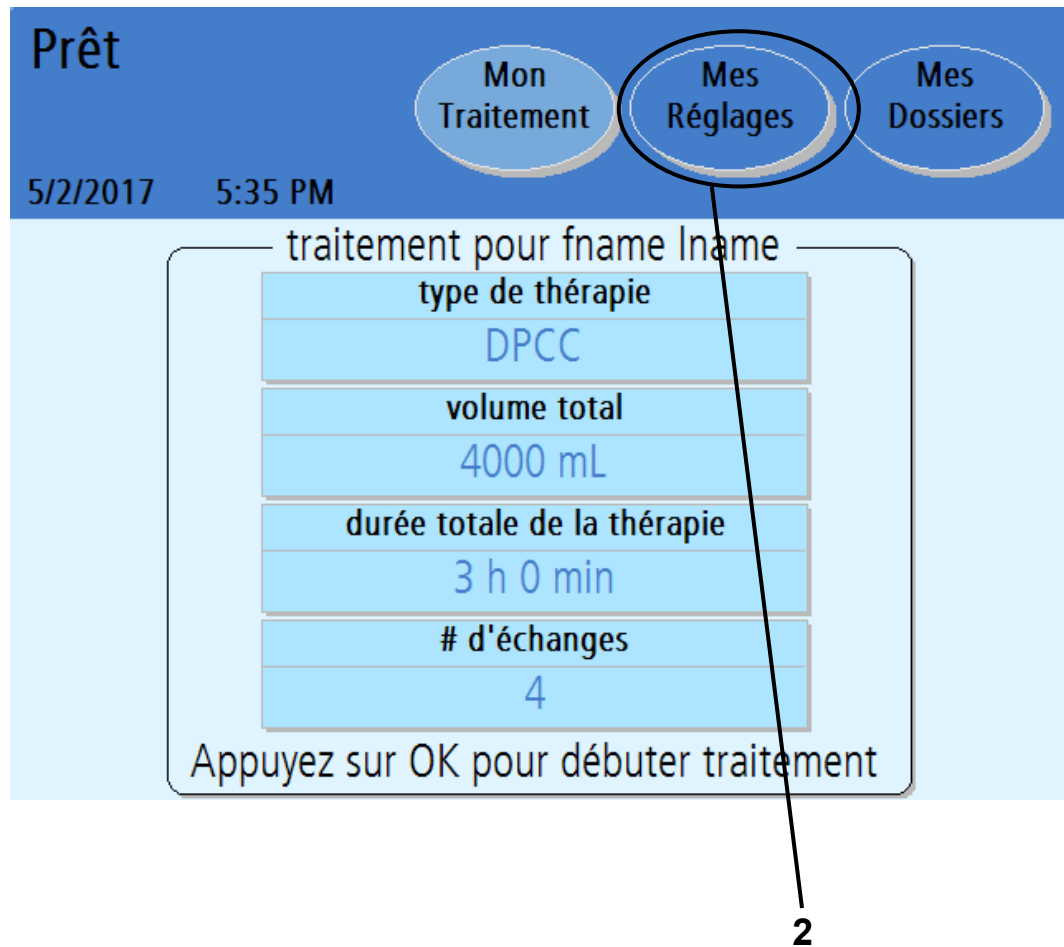 Prêt
Mon
Traitement
Mes
Réglages
Mes
Dossiers
5/2/2017 5:35 PM
traitement pour fname lname
type de thérapie
DPCC
volume total
4000 mL
durée totale de la thérapie
3 h 0 min
# d'échanges
4
Appuyez sur OK pour débuter traitement
2